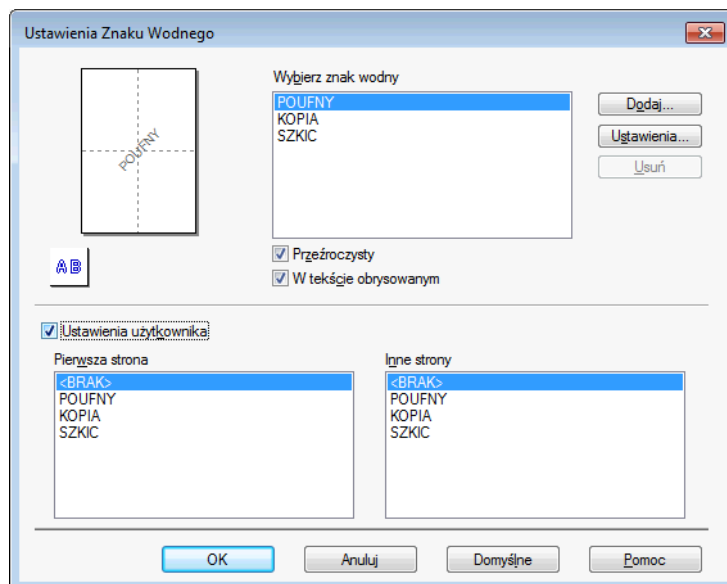 Ustawienia Znaku Wodnego
Wybierz znak wodny
POUFNY
KOPIA
SZKIC
Dodaj...
Ustawienia...
Usuń
POUFNY
AB
Przeźroczysty
W tekście obrysowanym
Ustawienia użytkownika
Pierwsza strona
<BRAK>
POUFNY
KOPIA
SZKIC
Inne strony
<BRAK>
POUFNY
KOPIA
SZKIC
OK
Anuluj
Domyślne
Pomoc